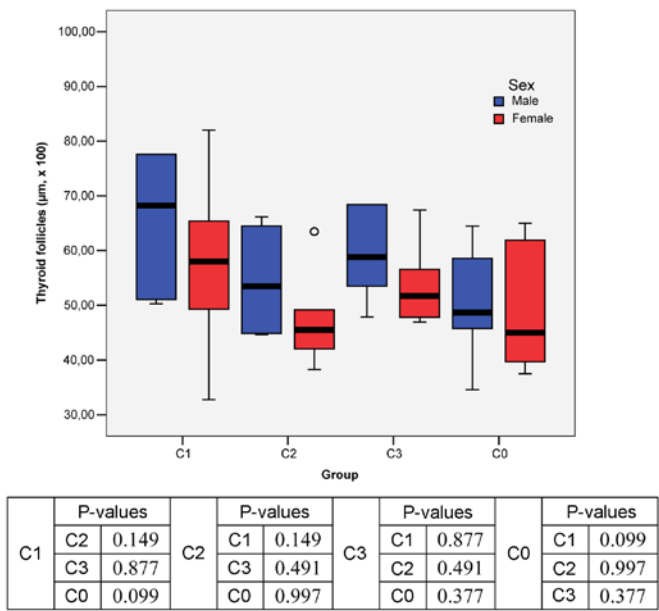 100,00
90,00
80,00
70,00
60,00
50,00
40,00
30,00
Thyroid follicles (µm, x 100)
Sex
Male
Female
C1 C2 C3 C0
Group
P-values P-values P-values P-values
C2 0.149 C1 0.149 C1 0.877 C1 0.099
C1 C3 0.877 C2 C3 0.491 C3 C2 0.491 C0 C2 0.997
C0 0.099 C0 0.997 C0 0.377 C3 0.377